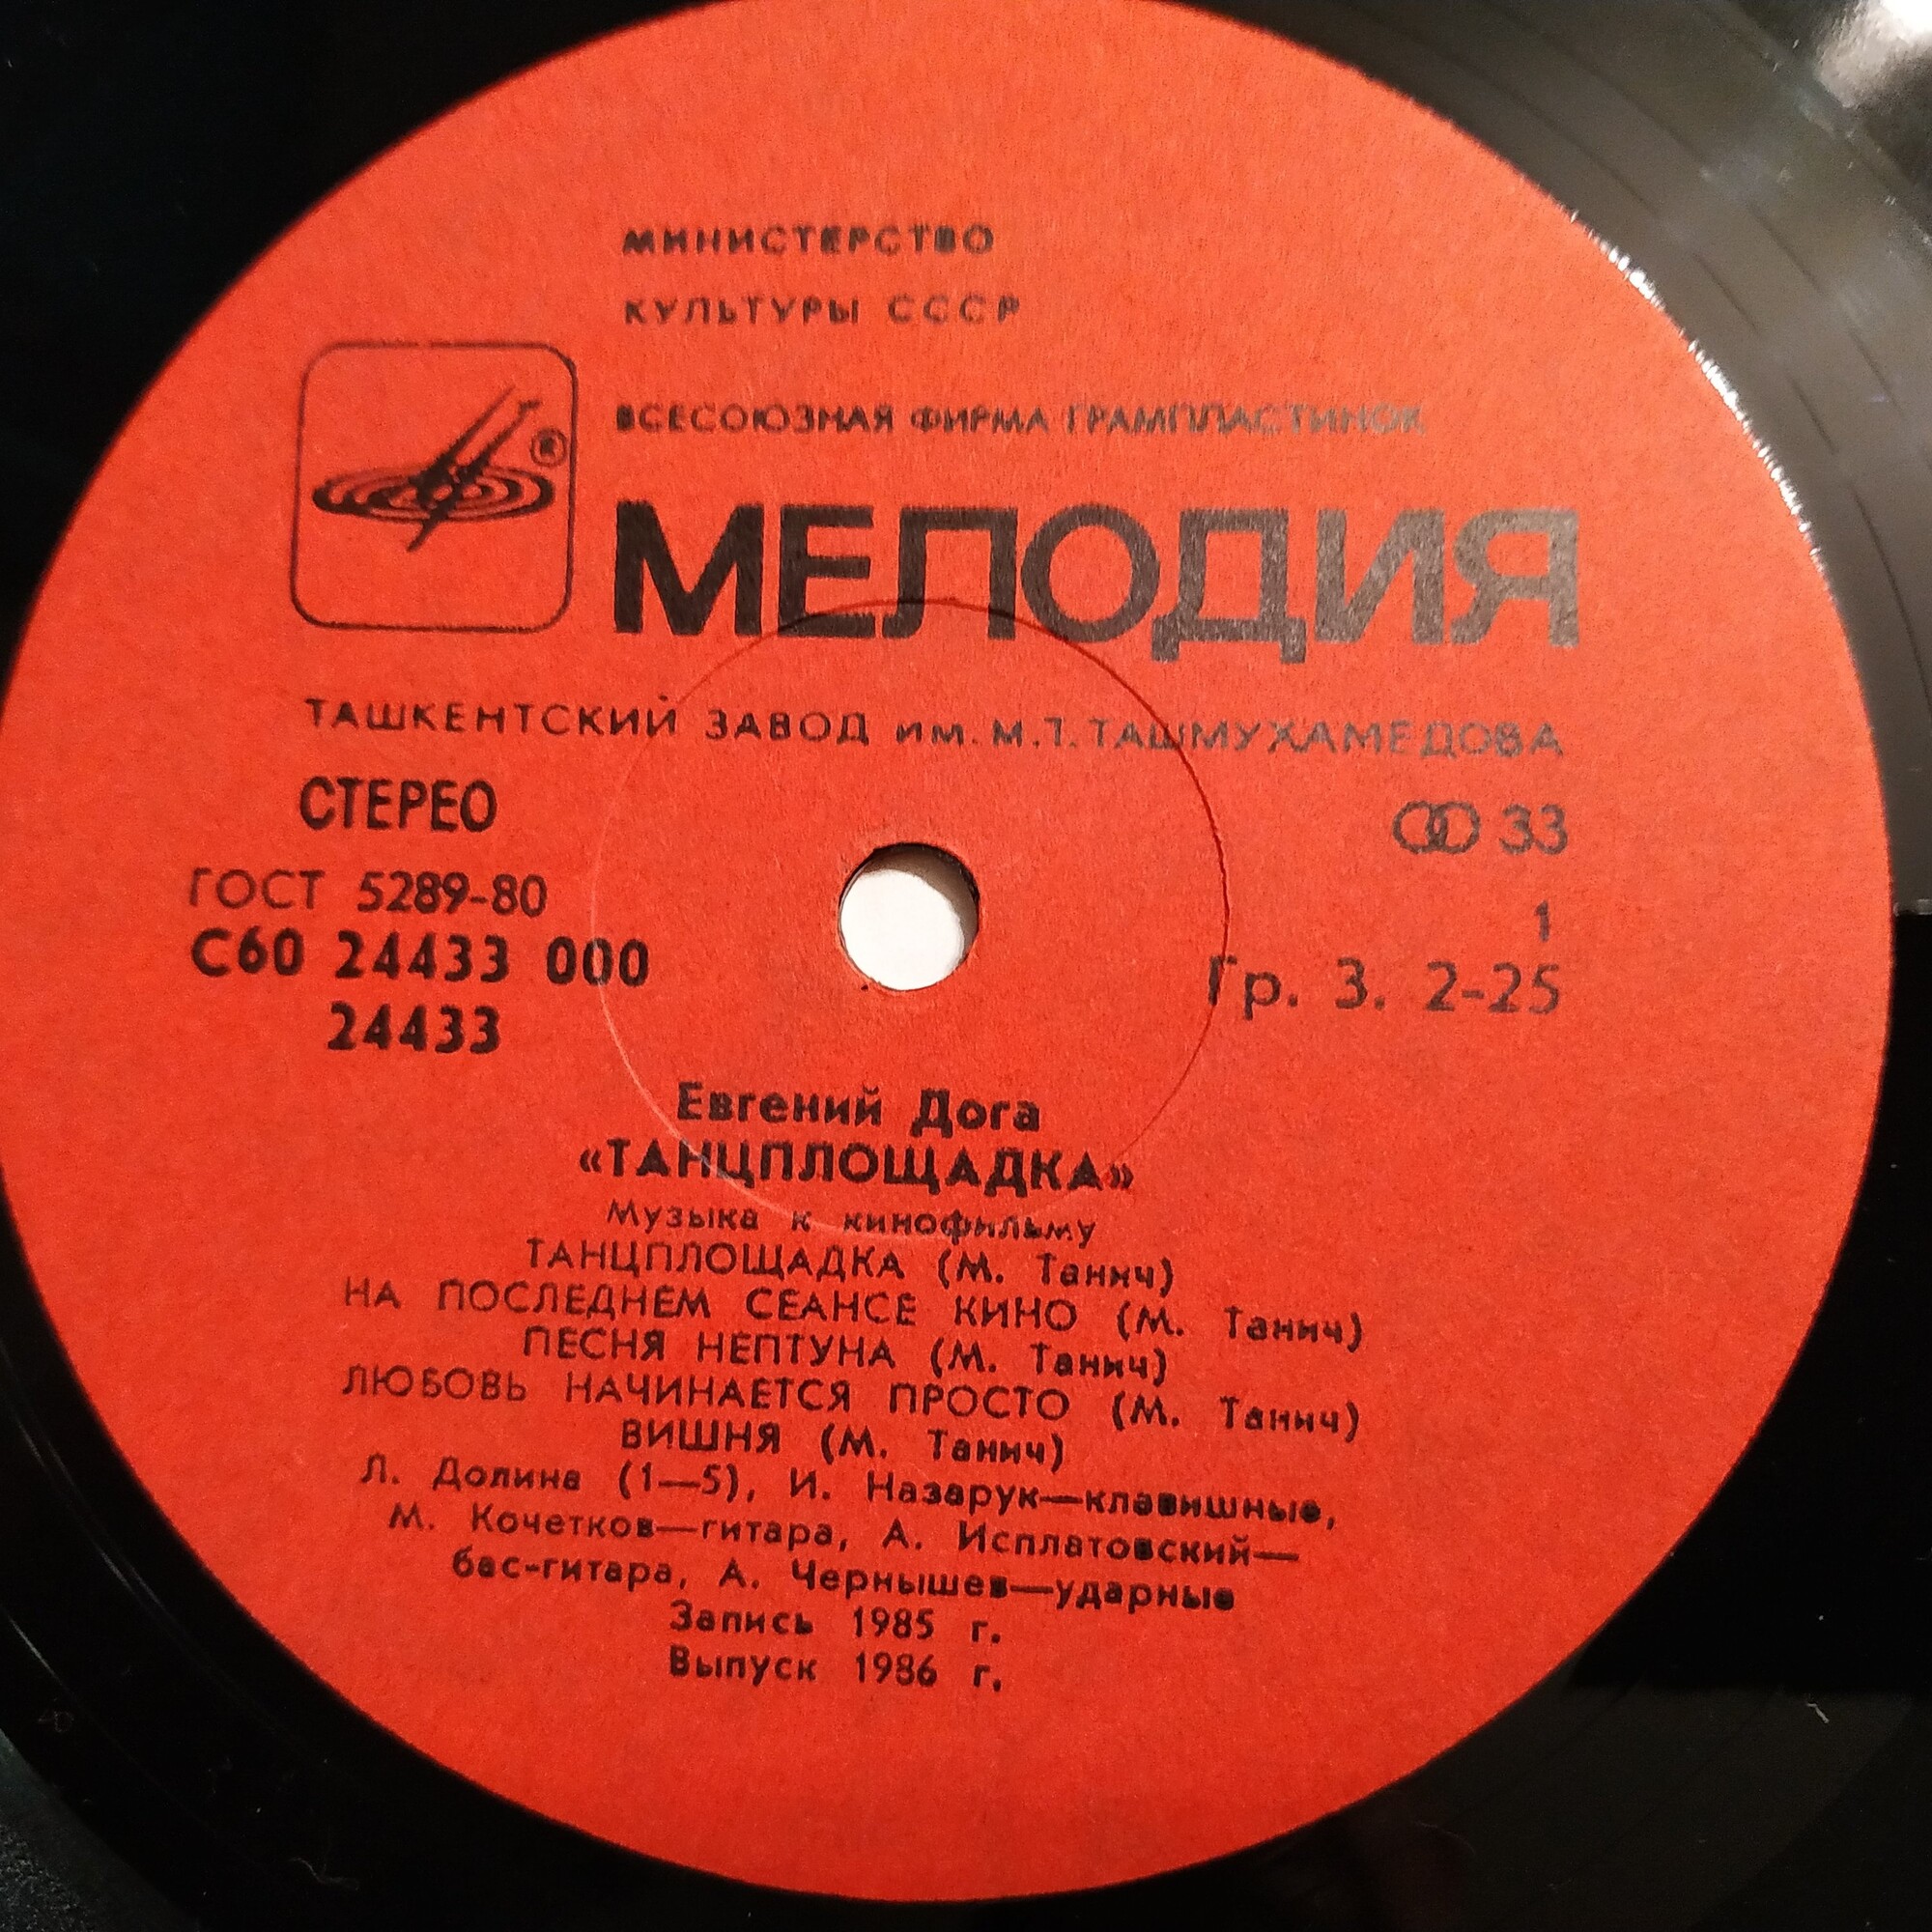 МИНИСТЕРСТВО
КУЛЬТУРЫ СССР
ВСЕСОЮЗНАЯ ФИРМА ГРАМПЛАСТИНОК
®
МЕЛОДИЯ
ТАШКЕНТСКИЙ ЗАВОД им. М.Т.ТАШМУХАМЕДОВА
СТЕРЕО
33
ГОСТ 5289-80
1
С60 24433 000
Гр. 3. 2-25
24433
Евгений Дога
«ТАНЦПЛОЩАДКА»
Музыка к кинофильму
ТАНЦПЛОЩАДКА (М. Танич)
НА ПОСЛЕДНЕМ СЕАНСЕ КИНО (М. Танич)
ПЕСНЯ НЕПТУНА (М. Танич)
ЛЮБОВЬ НАЧИНАЕТСЯ ПРОСТО (М. Танич)
ВИШНЯ (М. Танич)
Л. Долина (1—5), И. Назарук—клавишные,
М. Кочетков—гитара, А. Исплатовский—
бас-гитара, А. Чернышев—ударные
Запись 1985 г.
Выпуск 1986 г.